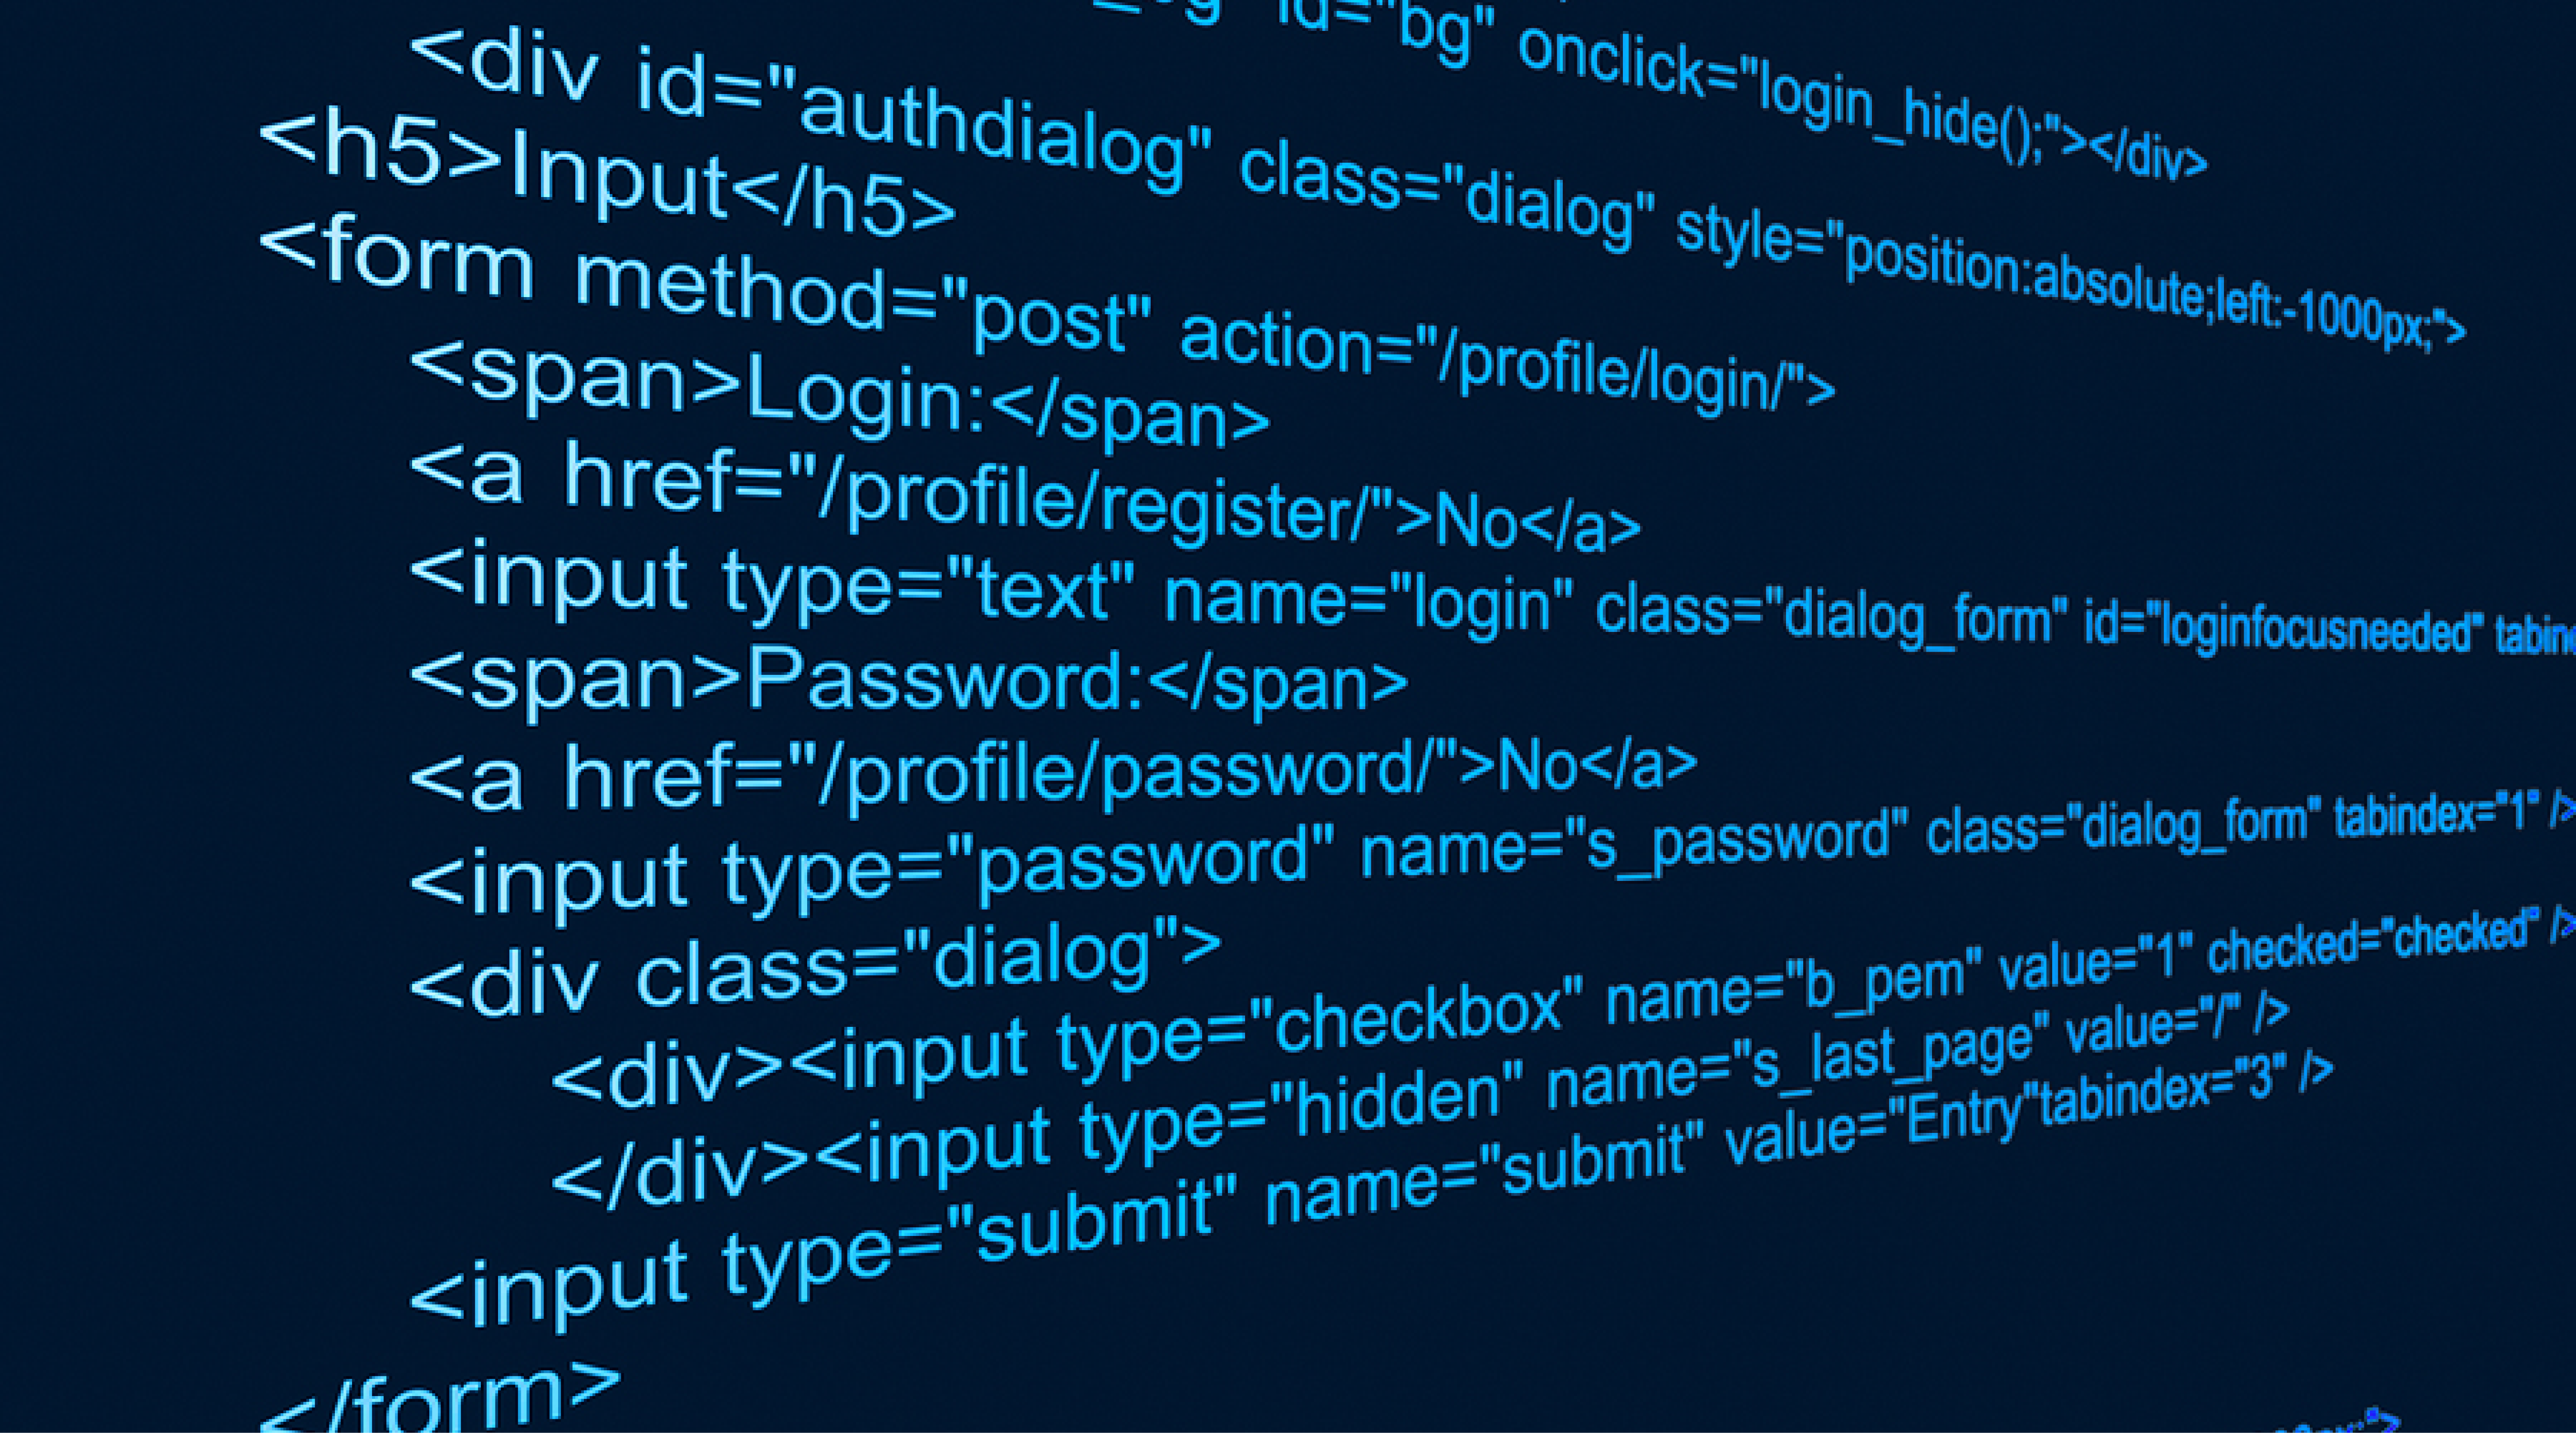 id="bg" onclick="login_hide();"></div>
<div id="authdialog" class="dialog" style="position:absolute;left:-1000px;">
<h5>Input</h5>
<form method="post" action="/profile/login/">
<span>Login:</span>
<a href="/profile/register/">No</a>
<input type="text" name="login" class="dialog_form" id="loginfocusneeded"
<span>Password:</span>
<a href="/profile/password/">No</a>
<input type="password" name="s_password" class="dialog_form" tabindex="1" />
<div class="dialog">
<div><input type="checkbox" name="b_pem" value="1" checked="checked" />
</div><input type="hidden" name="s_last_page" value="/" />
<input type="submit" name="submit" value="Entry"tabindex="3" />
</form>